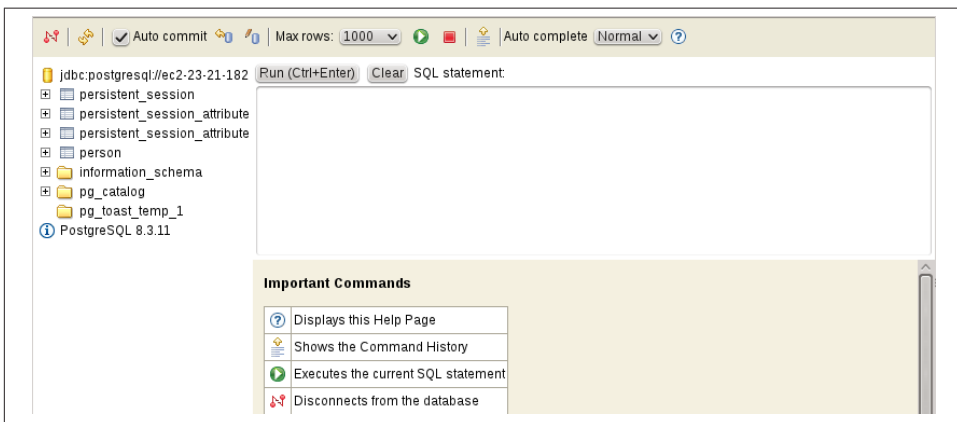 Auto commit Max rows: 1000 Auto complete Normal
jdbc:postgresql://ec2-23-21-182
persistent_session
persistent_session_attribute
persistent_session_attribute
person
information_schema
pg_catalog
pg_toast_temp_1
PostgreSQL 8.3.11
Run (Ctrl+Enter) Clear SQL statement:
Important Commands
Displays this Help Page
Shows the Command History
Executes the current SQL statement
Disconnects from the database